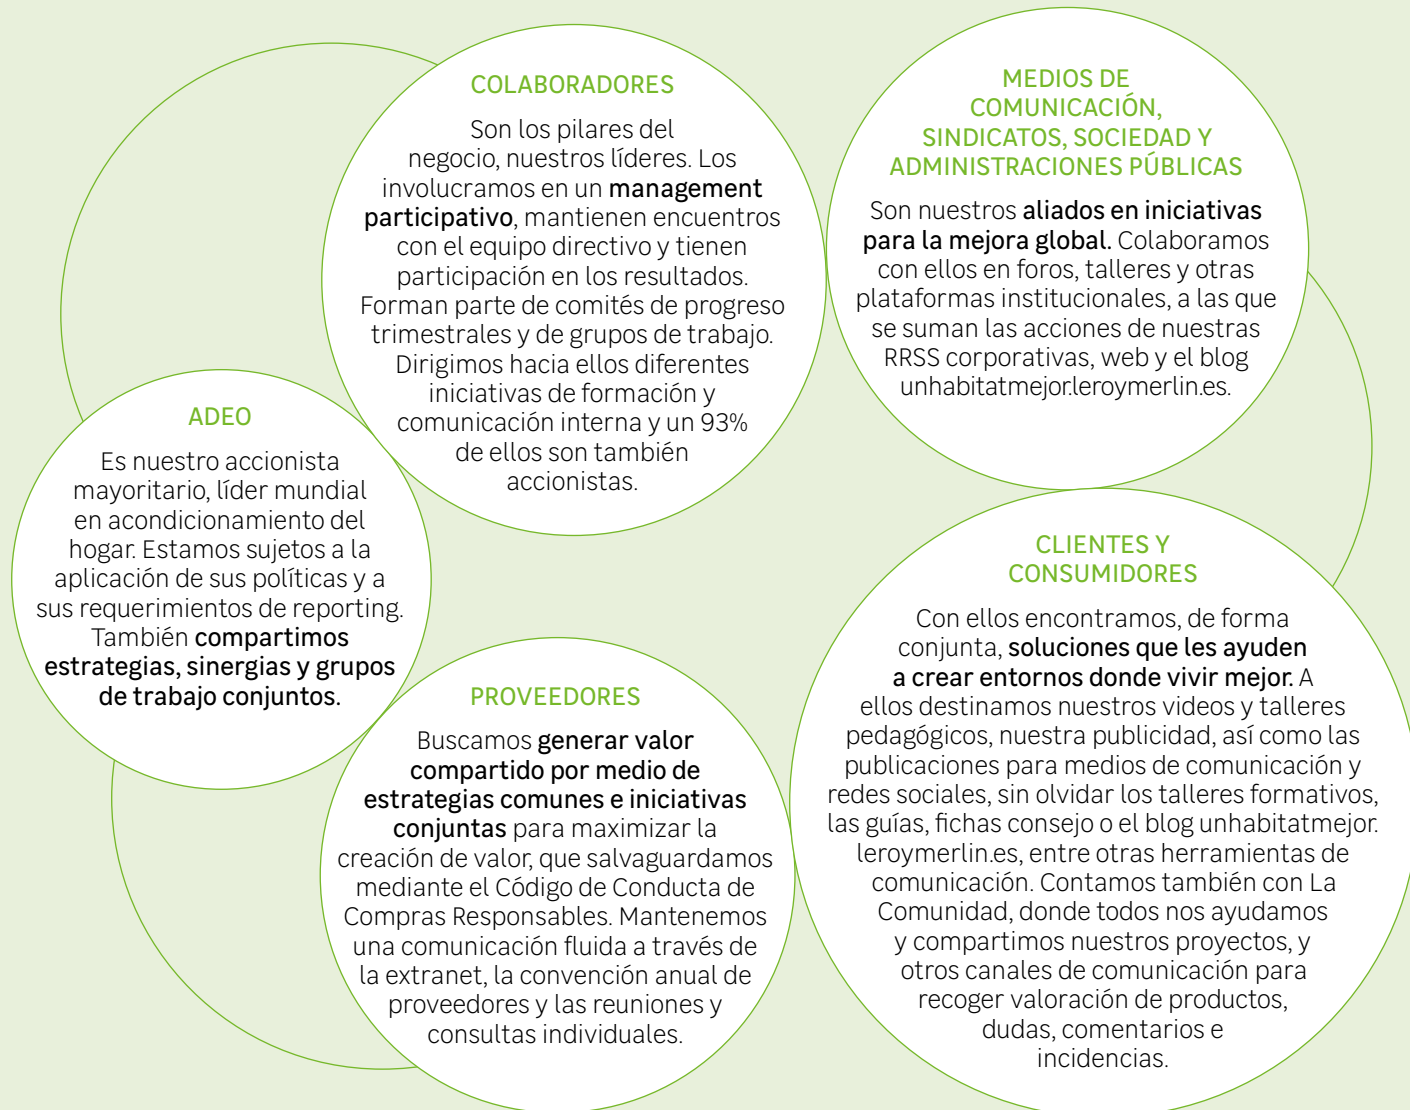 COLABORADORES
Son los pilares del
negocio, nuestros líderes. Los
involucramos en un management
participativo, mantienen encuentros
con el equipo directivo y tienen
participación en los resultados.
Forman parte de comités de progreso
trimestrales y de grupos de trabajo.
Dirigimos hacia ellos diferentes
iniciativas de formación y
comunicación interna y un 93%
de ellos son también
accionistas.
MEDIOS DE
COMUNICACIÓN,
SINDICATOS, SOCIEDAD Y
ADMINISTRACIONES PÚBLICAS
Son nuestros aliados en iniciativas
para la mejora global. Colaboramos
con ellos en foros, talleres y otras
plataformas institucionales, a las que
se suman las acciones de nuestras
RRSS corporativas, web y el blog
unhabitatmejor.leroymerlin.es.
ADEO
Es nuestro accionista
mayoritario, líder mundial
en acondicionamiento del
hogar. Estamos sujetos a la
aplicación de sus políticas y a
sus requerimientos de reporting.
También compartimos
estrategias, sinergias y grupos
de trabajo conjuntos.
PROVEEDORES
Buscamos generar valor
compartido por medio de
estrategias comunes e iniciativas
conjuntas para maximizar la
creación de valor, que salvaguardamos
mediante el Código de Conducta de
Compras Responsables. Mantenemos
una comunicación fluida a través de
la extranet, la convención anual de
proveedores y las reuniones y
consultas individuales.
CLIENTES Y
CONSUMIDORES
Con ellos encontramos, de forma
conjunta, soluciones que les ayuden
a crear entornos donde vivir mejor. A
ellos destinamos nuestros videos y talleres
pedagógicos, nuestra publicidad, así como las
publicaciones para medios de comunicación y
redes sociales, sin olvidar los talleres formativos,
las guías, fichas consejo o el blog unhabitatmejor.
leroymerlin.es, entre otras herramientas de
comunicación. Contamos también con La
Comunidad, donde todos nos ayudamos
y compartimos nuestros proyectos, y
otros canales de comunicación para
recoger valoración de productos,
dudas, comentarios e
incidencias.